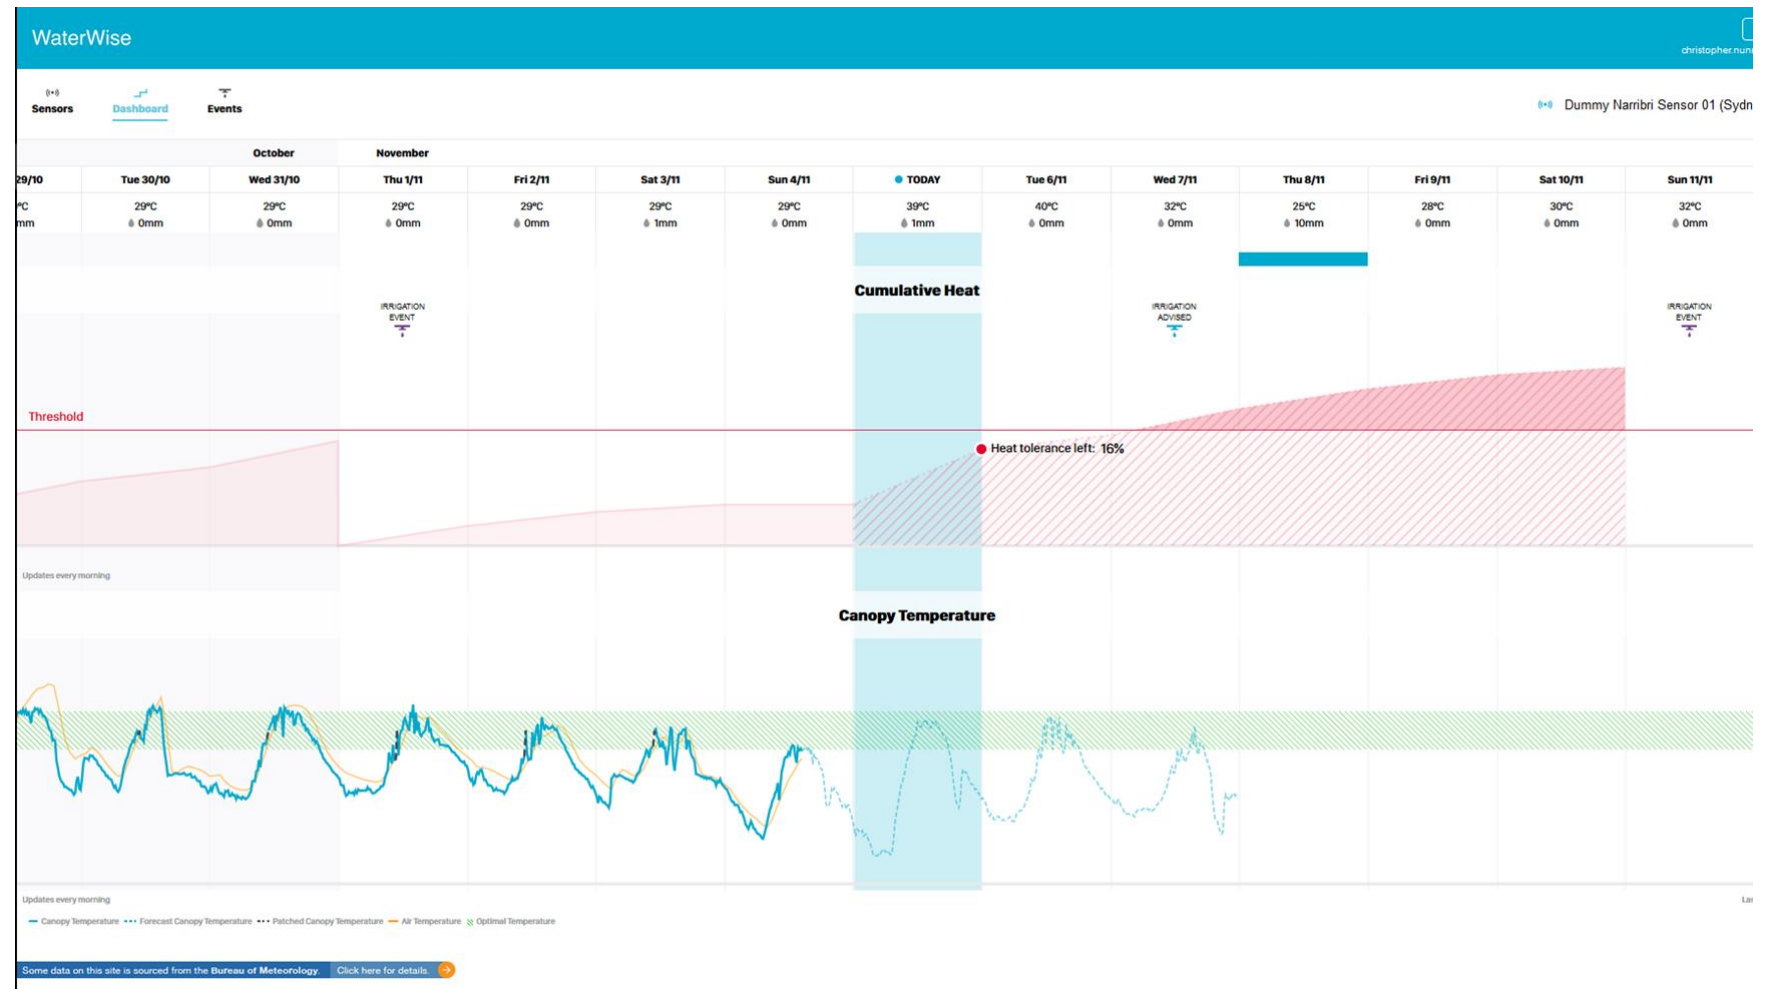 WaterWise
christopher.nun
Sensors Dashboard Events
Dummy Narribri Sensor 01 (Sydn
October November
29/10 Tue 30/10 Wed 31/10 Thu 1/11 Fri 2/11 Sat 3/11 Sun 4/11 TODAY Tue 6/11 Wed 7/11 Thu 8/11 Fri 9/11 Sat 10/11 Sun 11/11
°C 29°C 29°C 29°C 29°C 29°C 29°C 39°C 40°C 32°C 25°C 28°C 30°C 32°C
mm 0mm 0mm 0mm 0mm 1mm 0mm 1mm 0mm 0mm 10mm 0mm 0mm 0mm
Cumulative Heat
IRRIGATION
EVENT
IRRIGATION
ADVISED
IRRIGATION
EVENT
Threshold
Heat tolerance left: 16%
Updates every morning
Canopy Temperature
Updates every morning
La
Canopy Temperature Forecast Canopy Temperature Patched Canopy Temperature Air Temperature Optimal Temperature
Some data on this site is sourced from the Bureau of Meteorology. Click here for details.